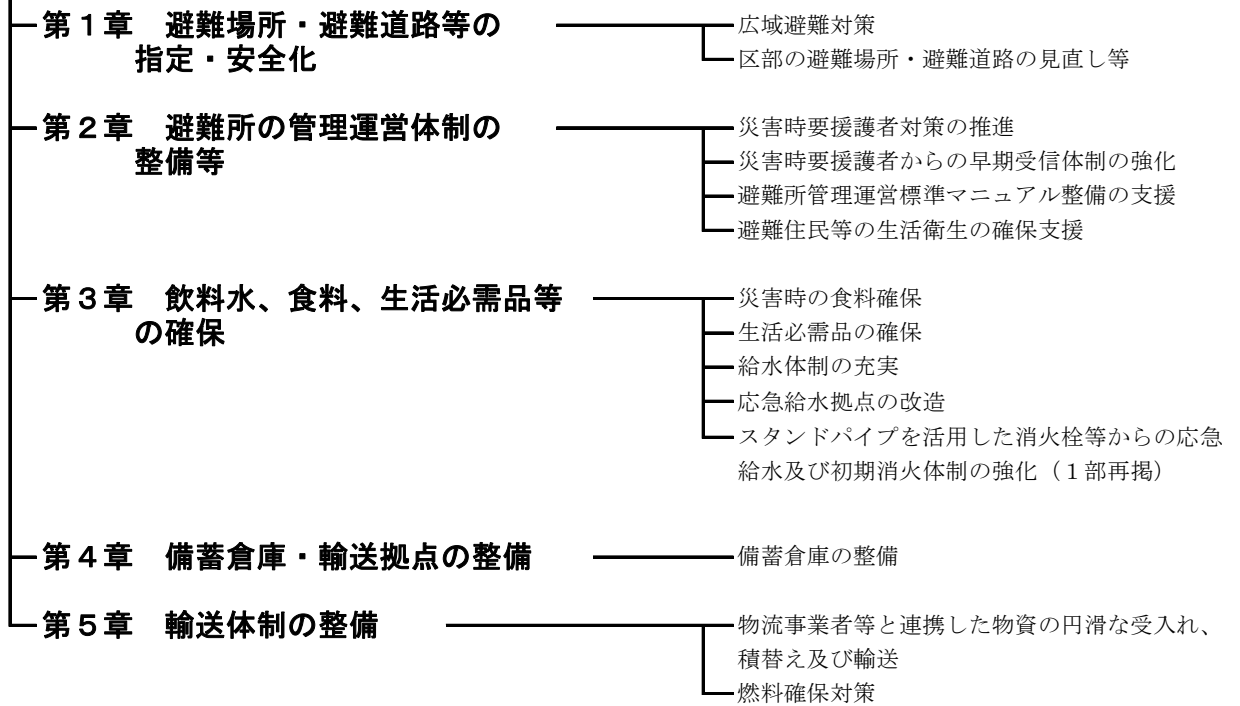 第１章　避難場所・避難道路等の
指定・安全化
広域避難対策
区部の避難場所・避難道路の見直し等
第２章　避難所の管理運営体制の
整備等
災害時要援護者対策の推進
災害時要援護者からの早期受信体制の強化
避難所管理運営標準マニュアル整備の支援
避難住民等の生活衛生の確保支援
第３章　飲料水、食料、生活必需品等
の確保
災害時の食料確保
生活必需品の確保
給水体制の充実
応急給水拠点の改造
スタンドパイプを活用した消火栓等からの応急
給水及び初期消火体制の強化（１部再掲）
第４章　備蓄倉庫・輸送拠点の整備
備蓄倉庫の整備
第５章　輸送体制の整備
物流事業者等と連携した物資の円滑な受入れ、
積替え及び輸送
燃料確保対策